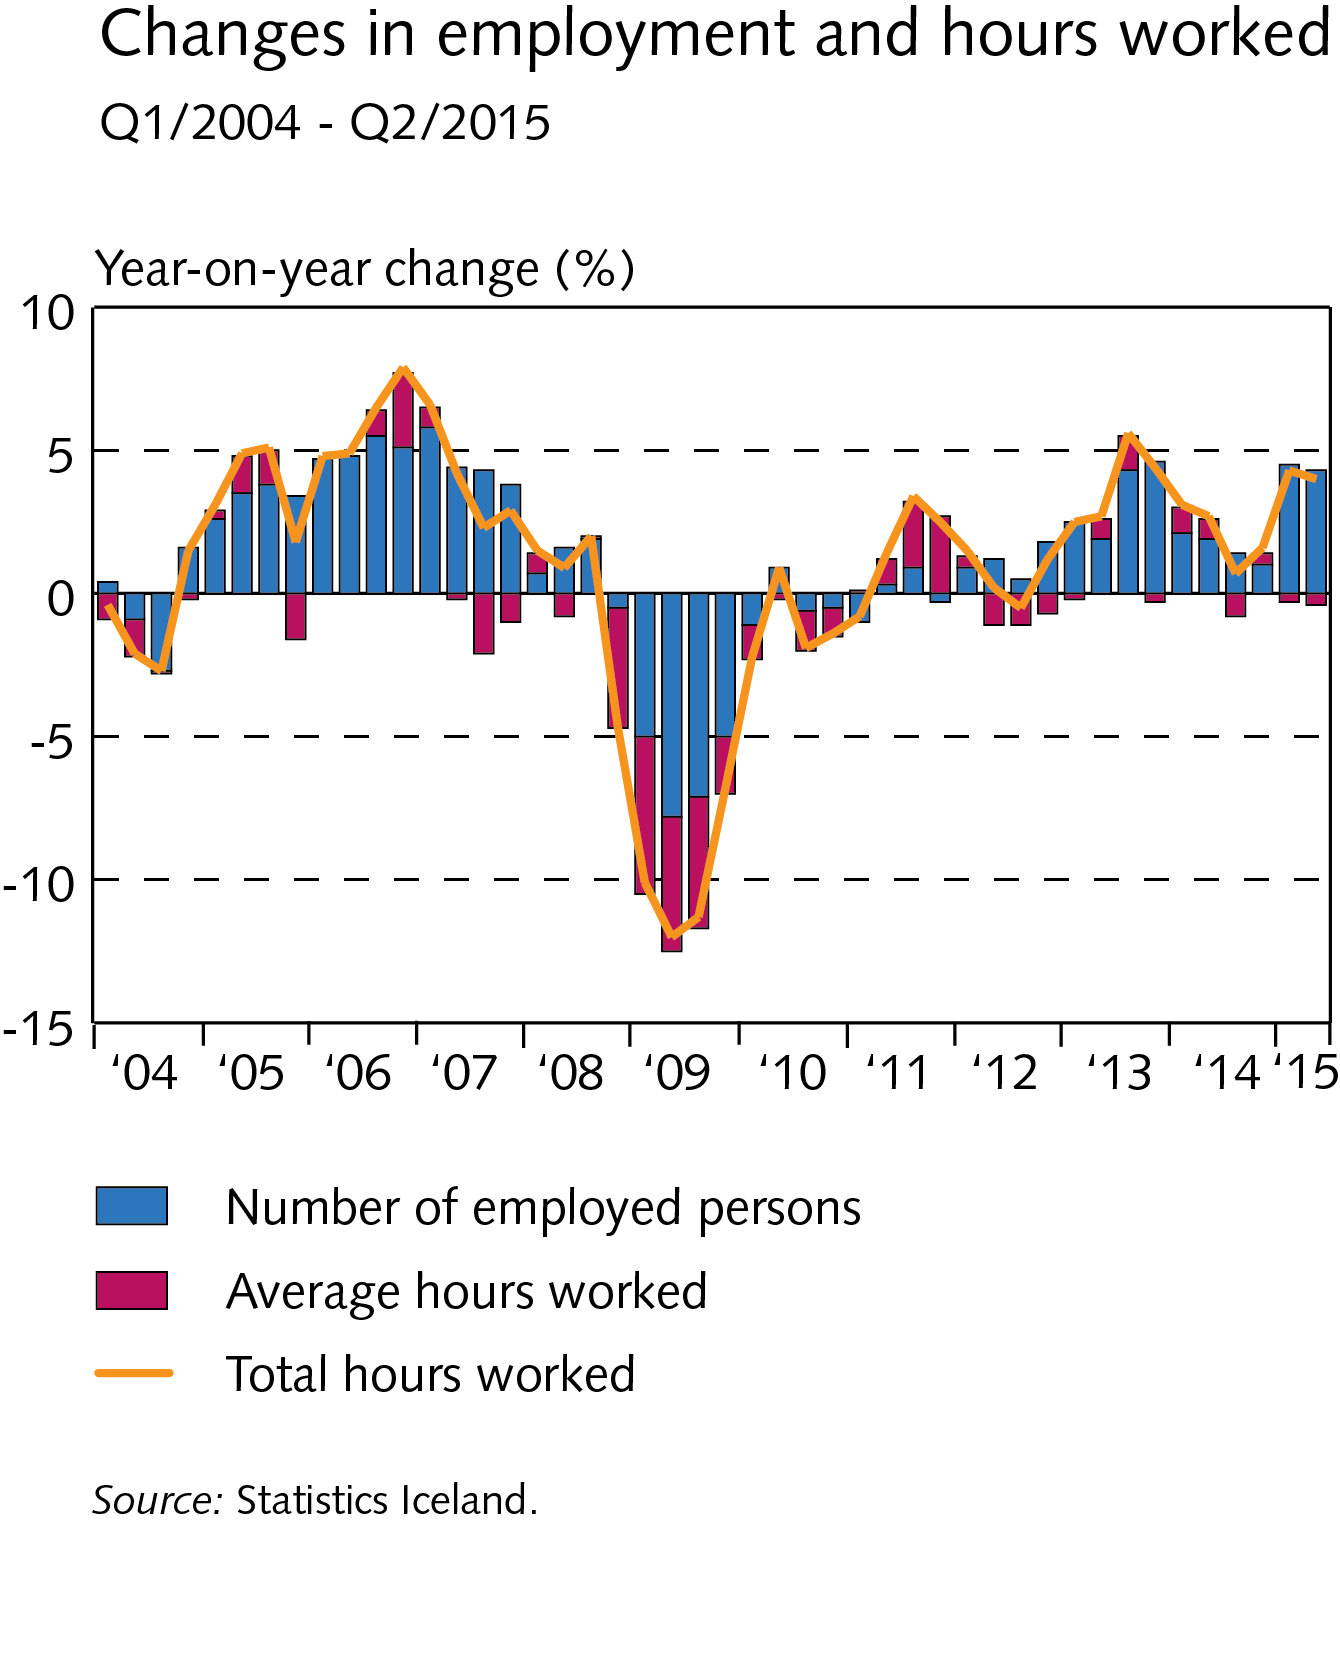 Changes in employment and hours worked
Q1/2004 - Q2/2015
Year-on-year change (%)
10
5
0
-5
-10
-15
‘04 ‘05 ‘06 ‘07 ‘08 ‘09 ‘10 ‘11 ‘12 ‘13 ‘14 ‘15
Number of employed persons
Average hours worked
Total hours worked
Source: Statistics Iceland.